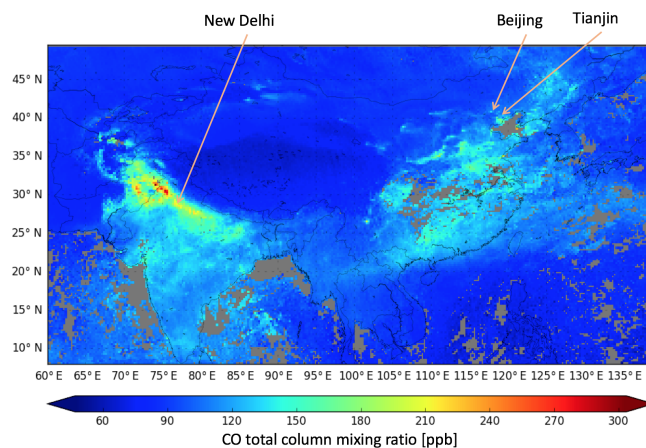 New Delhi
Beijing
Tianjin
45° N
40° N
35° N
30° N
25° N
20° N
15° N
10° N
60° E 65° E 70° E 75° E 80° E 85° E 90° E 95° E 100° E 105° E 110° E 115° E 120° E 125° E 130° E 135° E
60 90 120 150 180 210 240 270 300
CO total column mixing ratio [ppb]